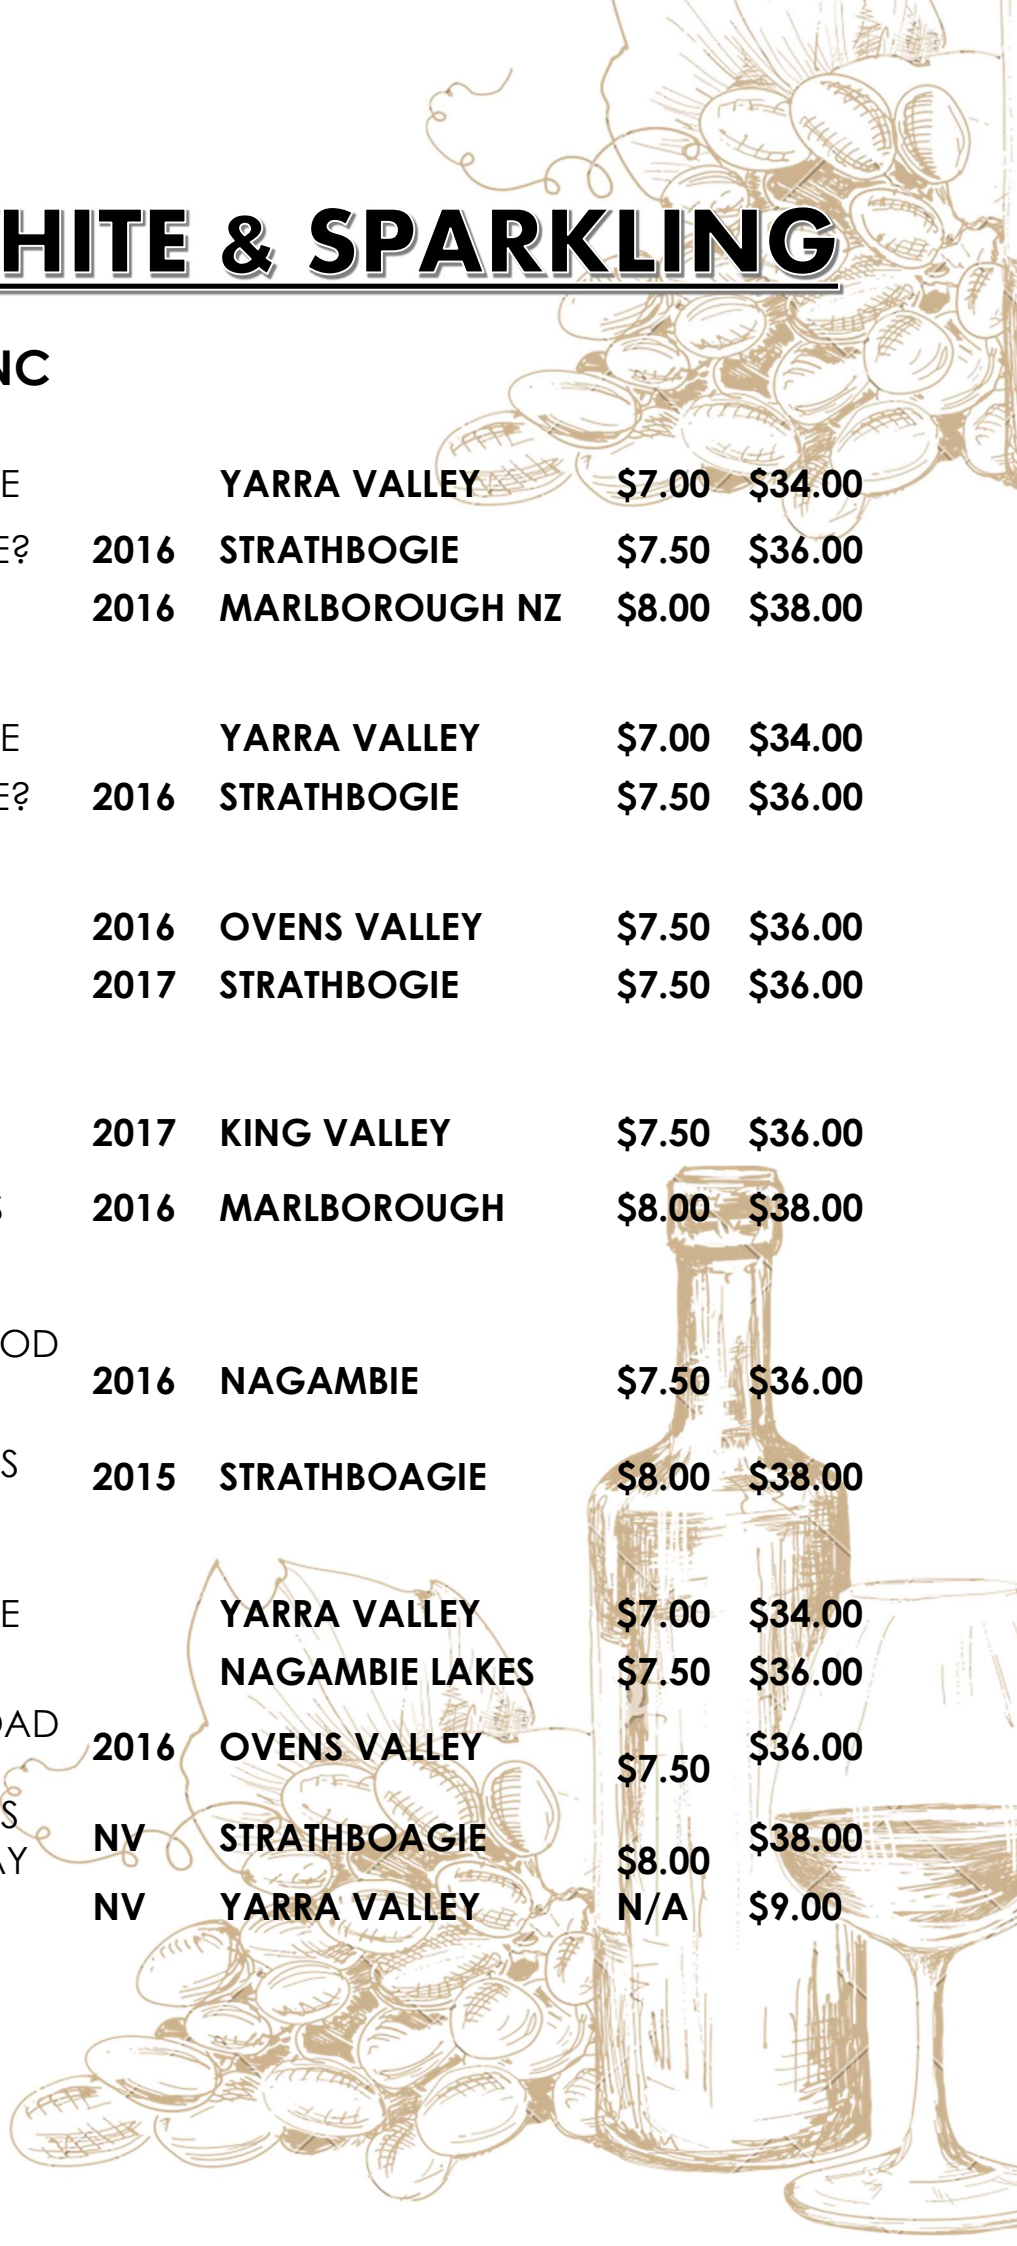 HITE & SPARKLING
NC
E YARRA VALLEY $7.00 $34.00
E? 2016 STRATHBOGIE $7.50 $36.00
2016 MARLBOROUGH NZ $8.00 $38.00
E YARRA VALLEY $7.00 $34.00
E? 2016 STRATHBOGIE $7.50 $36.00
2016 OVENS VALLEY $7.50 $36.00
2017 STRATHBOGIE $7.50 $36.00
2017 KING VALLEY $7.50 $36.00
S 2016 MARLBOROUGH $8.00 $38.00
OD
2016 NAGAMBIE $7.50 $36.00
S
2015 STRATHBOAGIE $8.00 $38.00
E YARRA VALLEY $7.00 $34.00
NAGAMBIE LAKES $7.50 $36.00
OAD
2016 OVENS VALLEY $7.50 $36.00
S
NV STRATHBOAGIE $8.00 $38.00
AY
NV YARRA VALLEY N/A $9.00